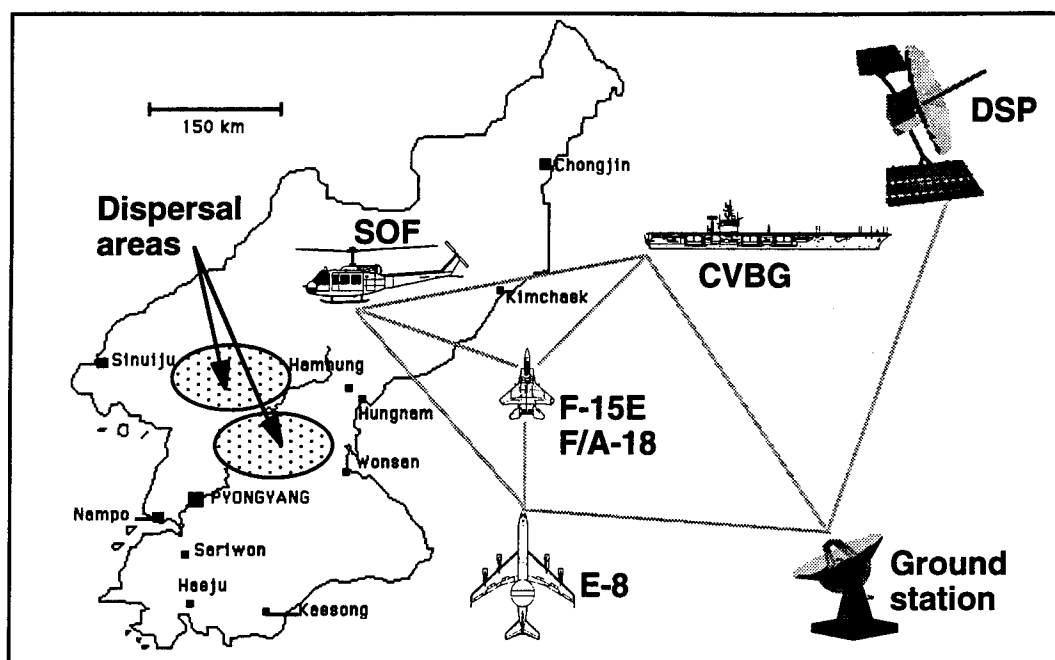 150 km
DSP
Chongjin
Dispersal
areas
SOF
CVBG
Kimchaek
Sinuiju
Hamhung
Hungnam
F-15E
F/A-18
Wonsan
PYONGYANG
Nampo
Sariwon
Haeju
Kaesong
E-8
Ground
station